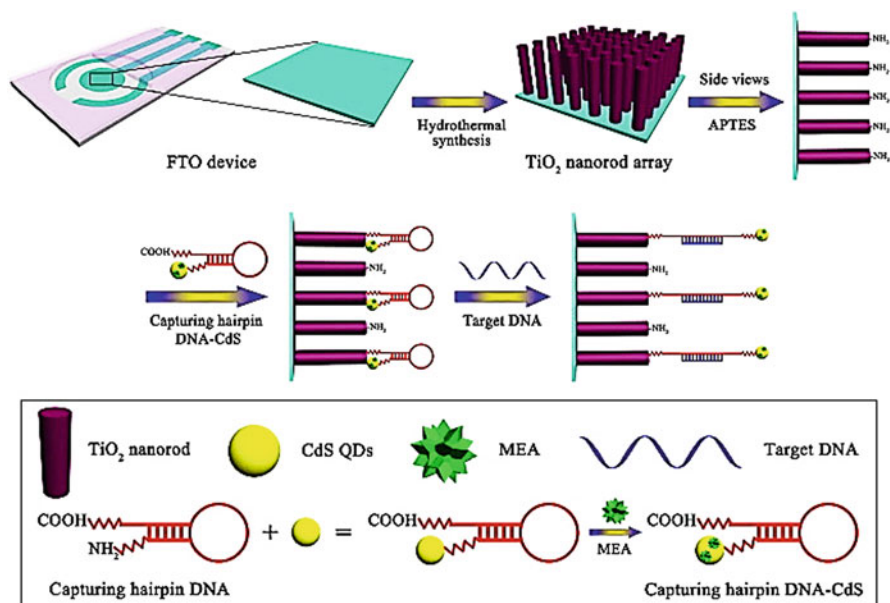 FTO device
Hydrothermal
synthesis
TiO₂ nanorod array
Side views
APTES
NH₂
NH₂
NH₂
NH₂
NH₂
COOH
Capturing hairpin
DNA-CdS
NH₂
NH₂
Target DNA
NH₂
NH₂
TiO₂ nanorod
CdS QDs
MEA
Target DNA
COOH
NH₂
+
=
COOH
MEA
COOH
Capturing hairpin DNA
Capturing hairpin DNA-CdS